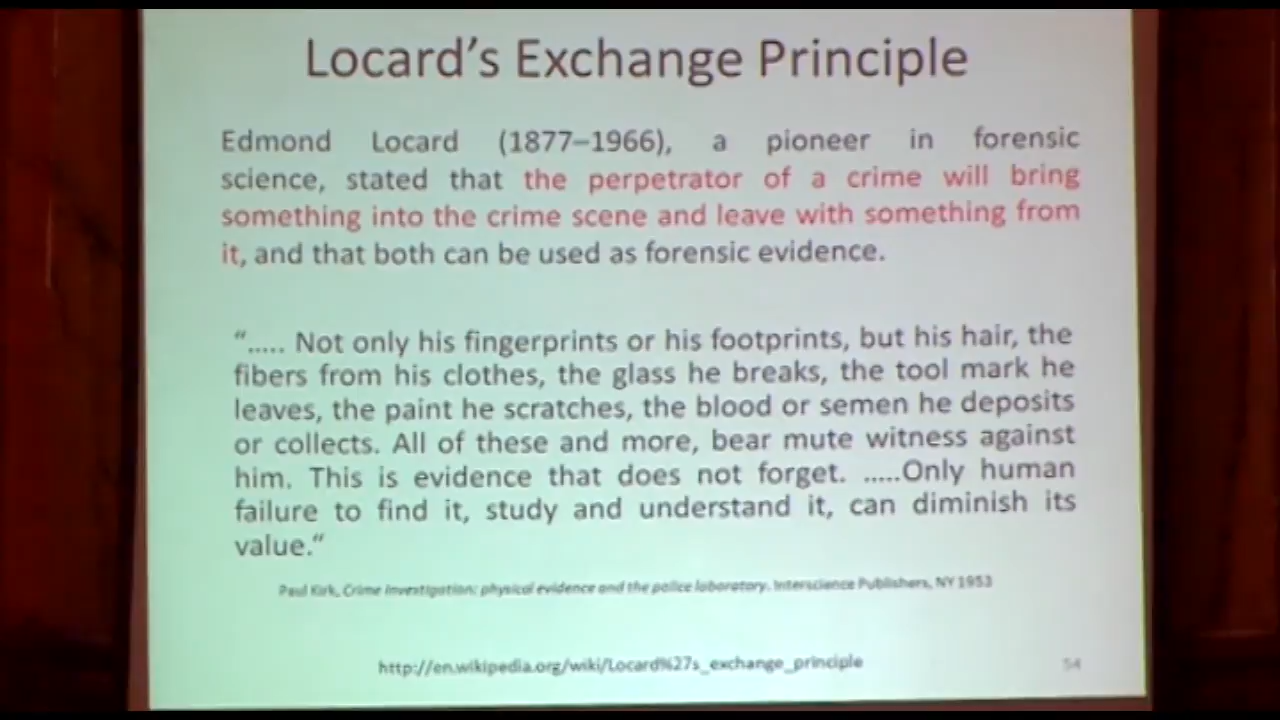 Locard's Exchange Principle
Edmond Locard (1877–1966), a pioneer in forensic
science, stated that the perpetrator of a crime will bring
something into the crime scene and leave with something from
it, and that both can be used as forensic evidence.
“..... Not only his fingerprints or his footprints, but his hair, the
fibers from his clothes, the glass he breaks, the tool mark he
leaves, the paint he scratches, the blood or semen he deposits
or collects. All of these and more, bear mute witness against
him. This is evidence that does not forget. .....Only human
failure to find it, study and understand it, can diminish its
value.“
Paul Kirk, Crime investigation: physical evidence and the police laboratory. Interscience Publishers, NY 1953
http://en.wikipedia.org/wiki/Locard%27s_exchange_principle
54